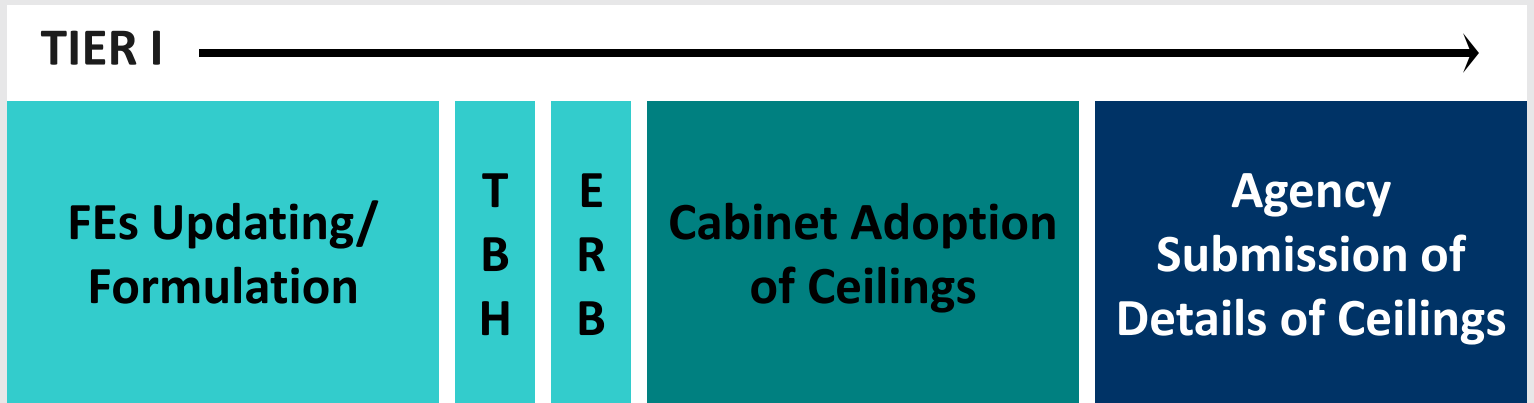 TIER I
FEs Updating/
Formulation
T
B
H
E
R
B
Cabinet Adoption
of Ceilings
Agency
Submission of
Details of Ceilings